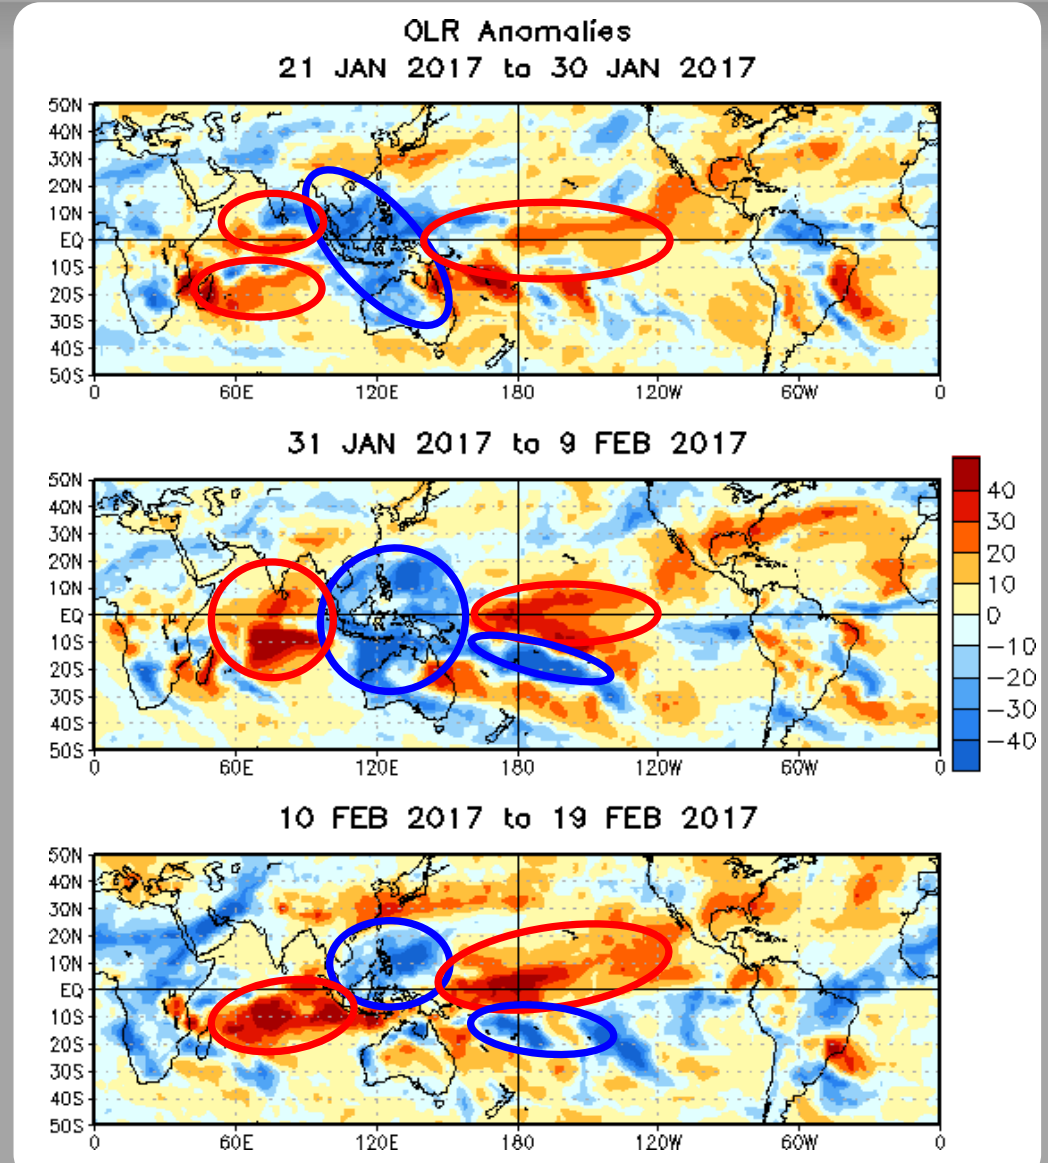 OLR Anomalies
21 JAN 2017 to 30 JAN 2017
50N
40N
30N
20N
10N
EQ
10S
20S
30S
40S
50S
0 60E 120E 180 120W 60W 0
31 JAN 2017 to 9 FEB 2017
50N
40N
30N
20N
10N
EQ
10S
20S
30S
40S
50S
0 60E 120E 180 120W 60W 0
40
30
20
10
0
−10
−20
−30
−40
10 FEB 2017 to 19 FEB 2017
50N
40N
30N
20N
10N
EQ
10S
20S
30S
40S
50S
0 60E 120E 180 120W 60W 0